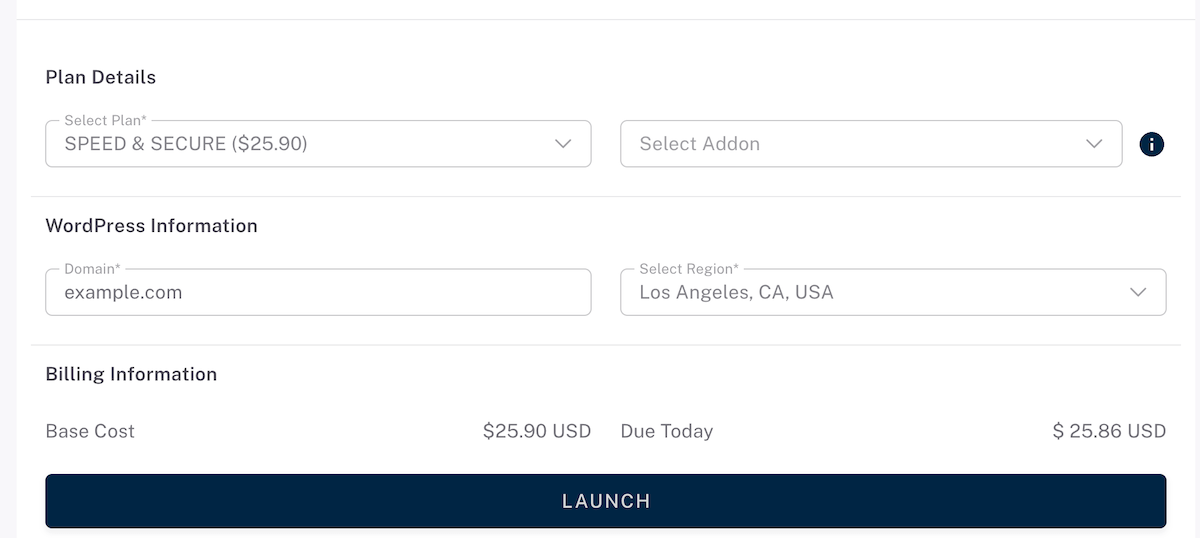 Plan Details
Select Plan*
SPEED & SECURE ($25.90)
Select Addon
WordPress Information
Domain*
example.com
Select Region*
Los Angeles, CA, USA
Billing Information
Base Cost $25.90 USD Due Today $ 25.86 USD
LAUNCH